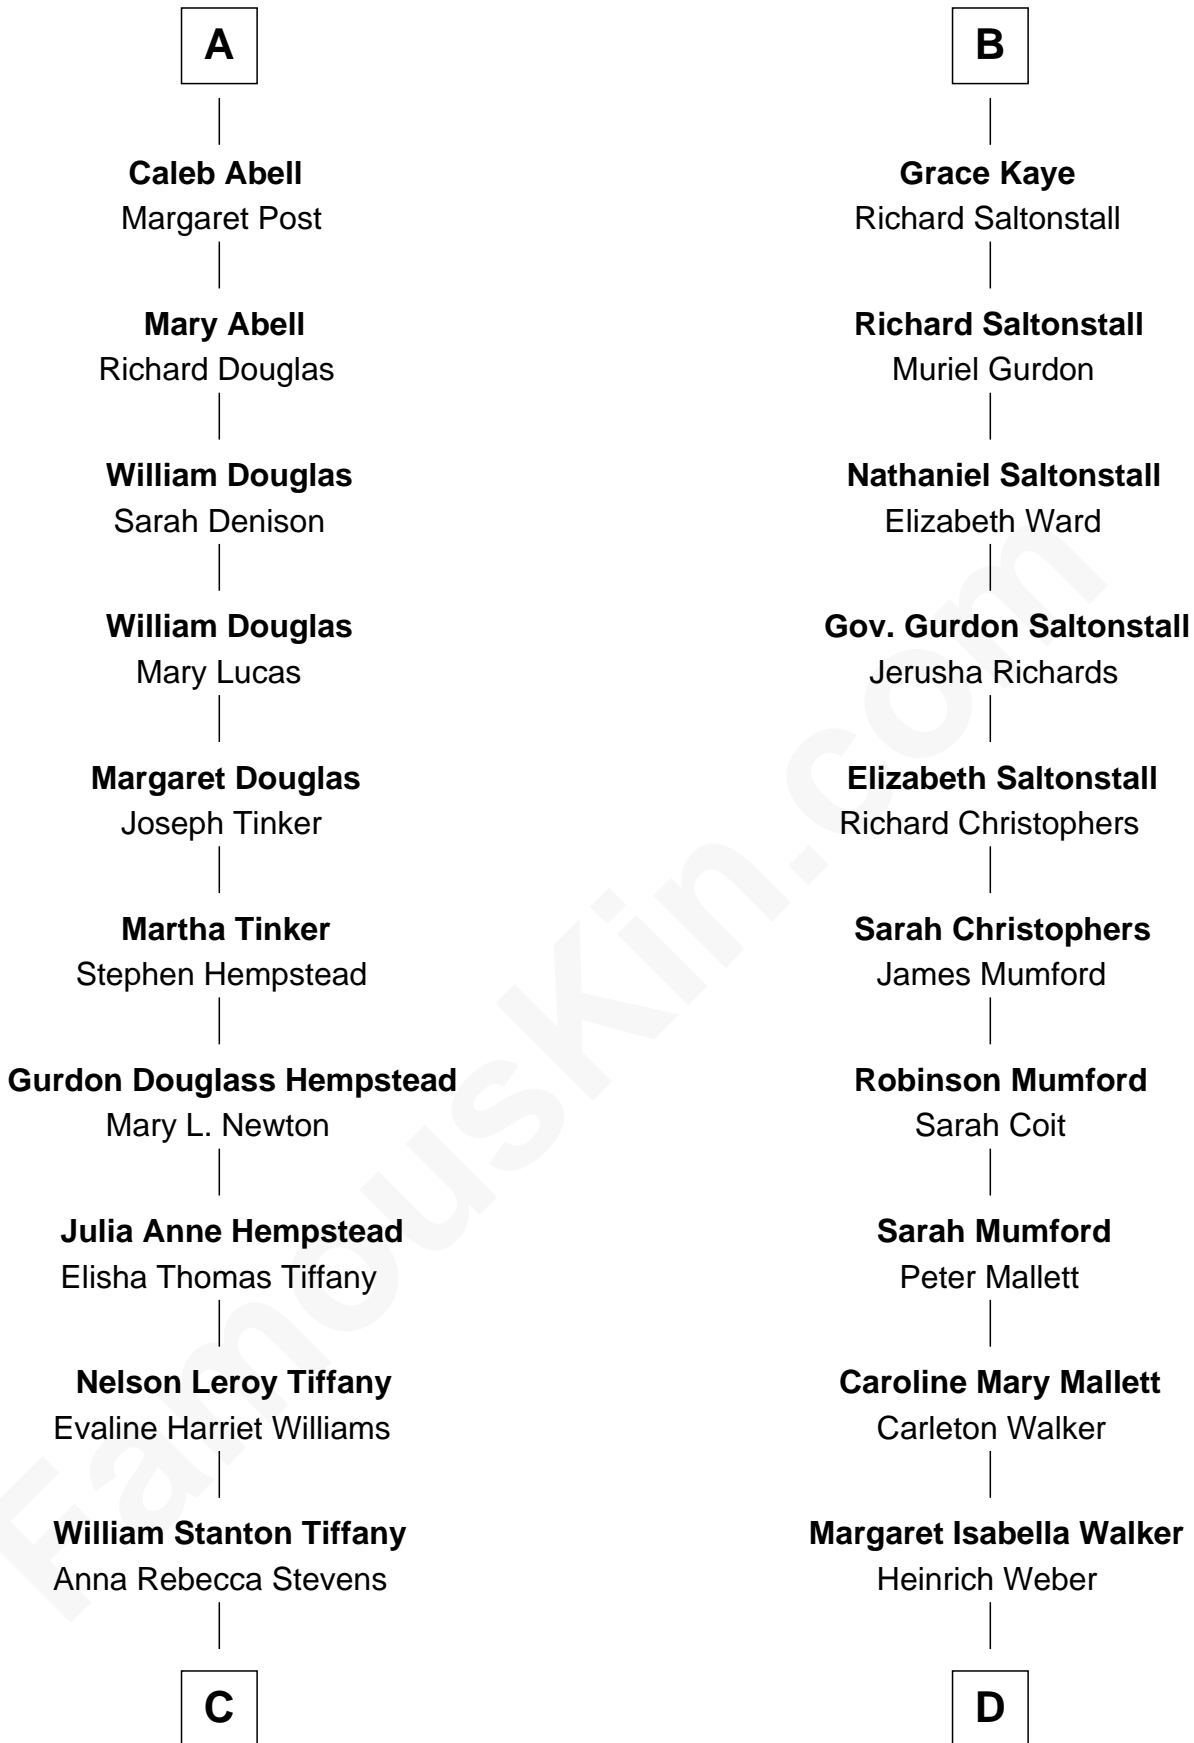 A
Caleb Abell
Margaret Post
Mary Abell
Richard Douglas
William Douglas
Sarah Denison
William Douglas
Mary Lucas
Margaret Douglas
Joseph Tinker
Martha Tinker
Stephen Hempstead
Gurdon Douglass Hempstead
Mary L. Newton
Julia Anne Hempstead
Elisha Thomas Tiffany
Nelson Leroy Tiffany
Evaline Harriet Williams
William Stanton Tiffany
Anna Rebecca Stevens
C
B
Grace Kaye
Richard Saltonstall
Richard Saltonstall
Muriel Gurdon
Nathaniel Saltonstall
Elizabeth Ward
Gov. Gurdon Saltonstall
Jerusha Richards
Elizabeth Saltonstall
Richard Christophers
Sarah Christophers
James Mumford
Robinson Mumford
Sarah Coit
Sarah Mumford
Peter Mallett
Caroline Mary Mallett
Carleton Walker
Margaret Isabella Walker
Heinrich Weber
D
FamousKin.com